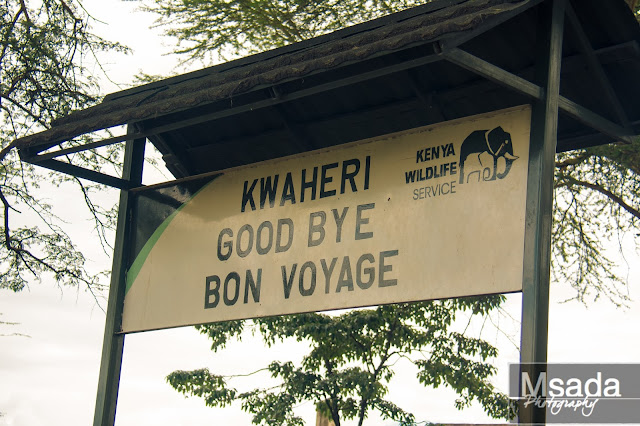 KWAHERI
GOOD BYE
BON VOYAGE
KENYA
WILDLIFE
SERVICE
Msada
Photography